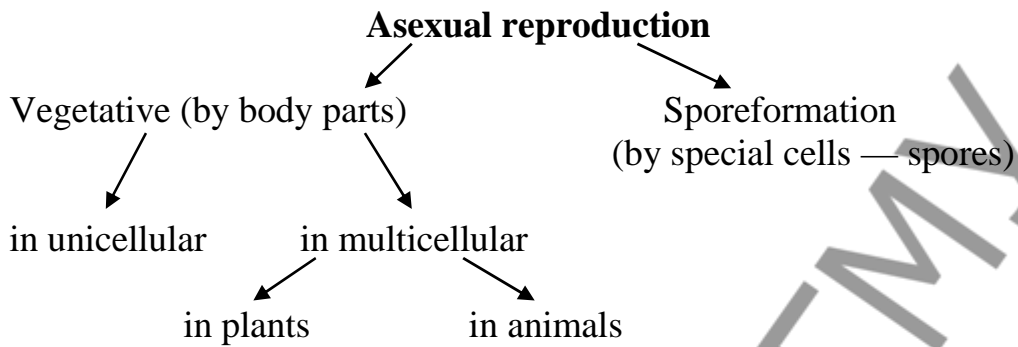 Asexual reproduction
Vegetative (by body parts)
Sporeformation
(by special cells — spores)
in unicellular
in multicellular
in plants
in animals